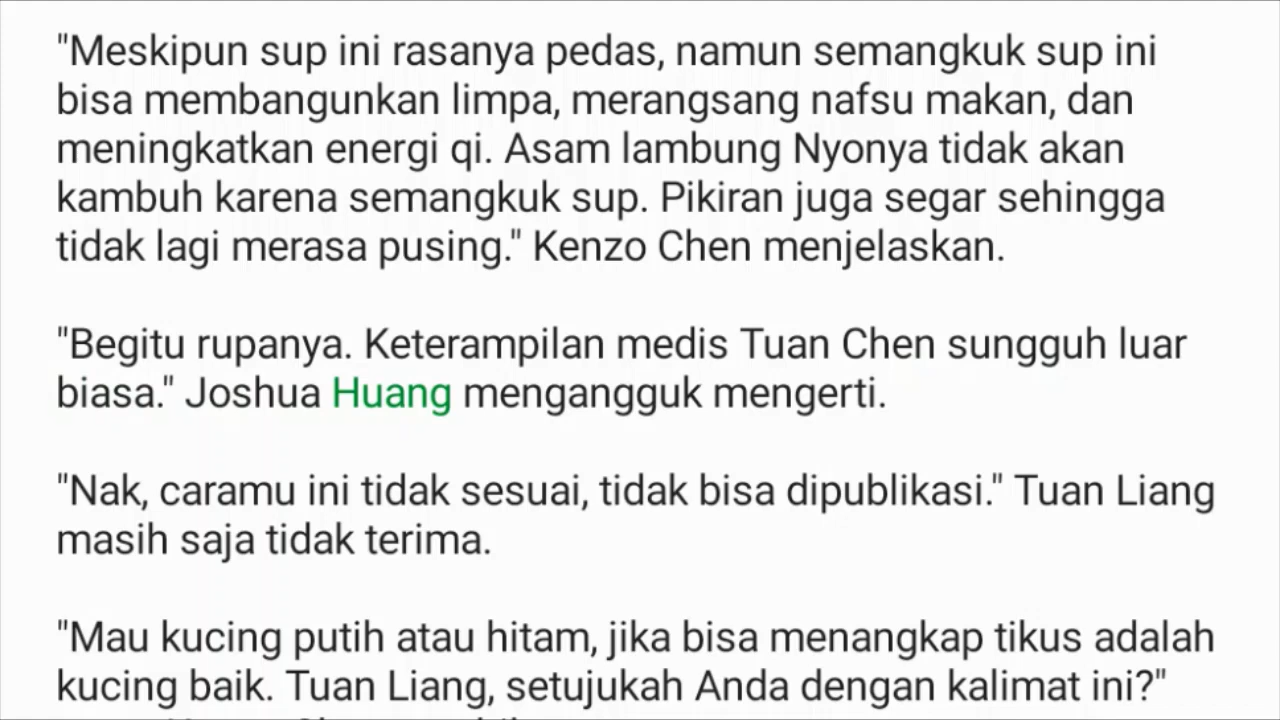 "Meskipun sup ini rasanya pedas, namun semangkuk sup ini
bisa membangunkan limpa, merangsang nafsu makan, dan
meningkatkan energi qi. Asam lambung Nyonya tidak akan
kambuh karena semangkuk sup. Pikiran juga segar sehingga
tidak lagi merasa pusing." Kenzo Chen menjelaskan.
"Begitu rupanya. Keterampilan medis Tuan Chen sungguh luar
biasa." Joshua Huang mengangguk mengerti.
"Nak, caramu ini tidak sesuai, tidak bisa dipublikasi." Tuan Liang
masih saja tidak terima.
"Mau kucing putih atau hitam, jika bisa menangkap tikus adalah
kucing baik. Tuan Liang, setujukah Anda dengan kalimat ini?"